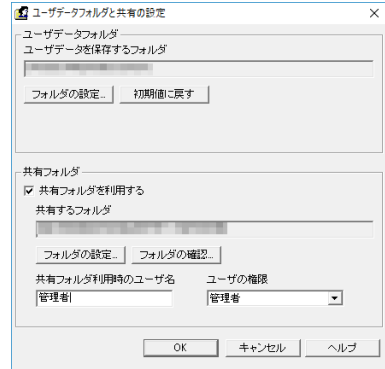 ユーザデータフォルダと共有の設定
ユーザデータフォルダ
ユーザデータを保存するフォルダ
フォルダの設定... 初期値に戻す
共有フォルダ
共有フォルダを利用する
共有するフォルダ
フォルダの設定... フォルダの確認...
共有フォルダ利用時のユーザ名 ユーザの権限
管理者 管理者
OK キャンセル ヘルプ